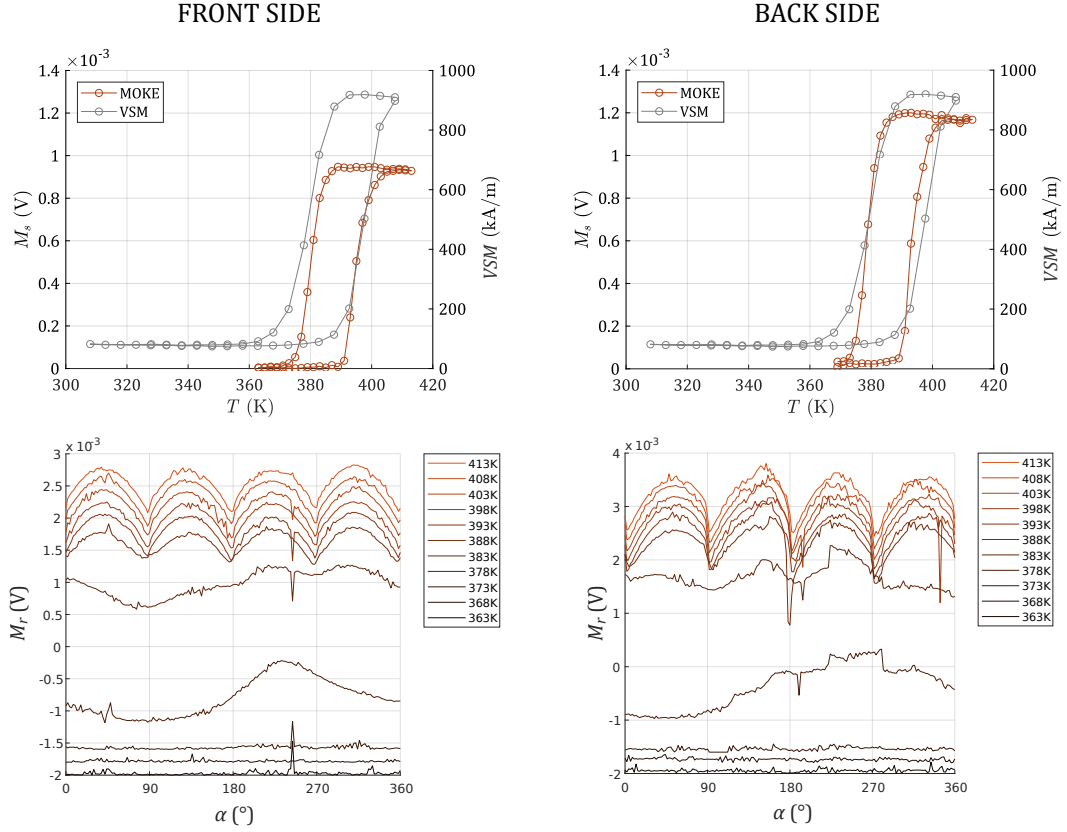 FRONT SIDE
BACK SIDE
× 10⁻³
1.4
1.2
1
0.8
0.6
0.4
0.2
0
Mₛ (V)
MOKE
VSM
1000
800
600
400
200
0
VSM (kA/m)
300 320 340 360 380 400 420
T (K)
× 10⁻³
1.4
1.2
1
0.8
0.6
0.4
0.2
0
Mₛ (V)
MOKE
VSM
1000
800
600
400
200
0
VSM (kA/m)
300 320 340 360 380 400 420
T (K)
× 10⁻³
3
2.5
2
1.5
1
0.5
0
-0.5
-1
-1.5
-2
Mᵣ (V)
0 90 180 270 360
α (°)
413K
408K
403K
398K
393K
388K
383K
378K
373K
368K
363K
× 10⁻³
4
3
2
1
0
-1
-2
Mᵣ (V)
0 90 180 270 360
α (°)
413K
408K
403K
398K
393K
388K
383K
378K
373K
368K
363K